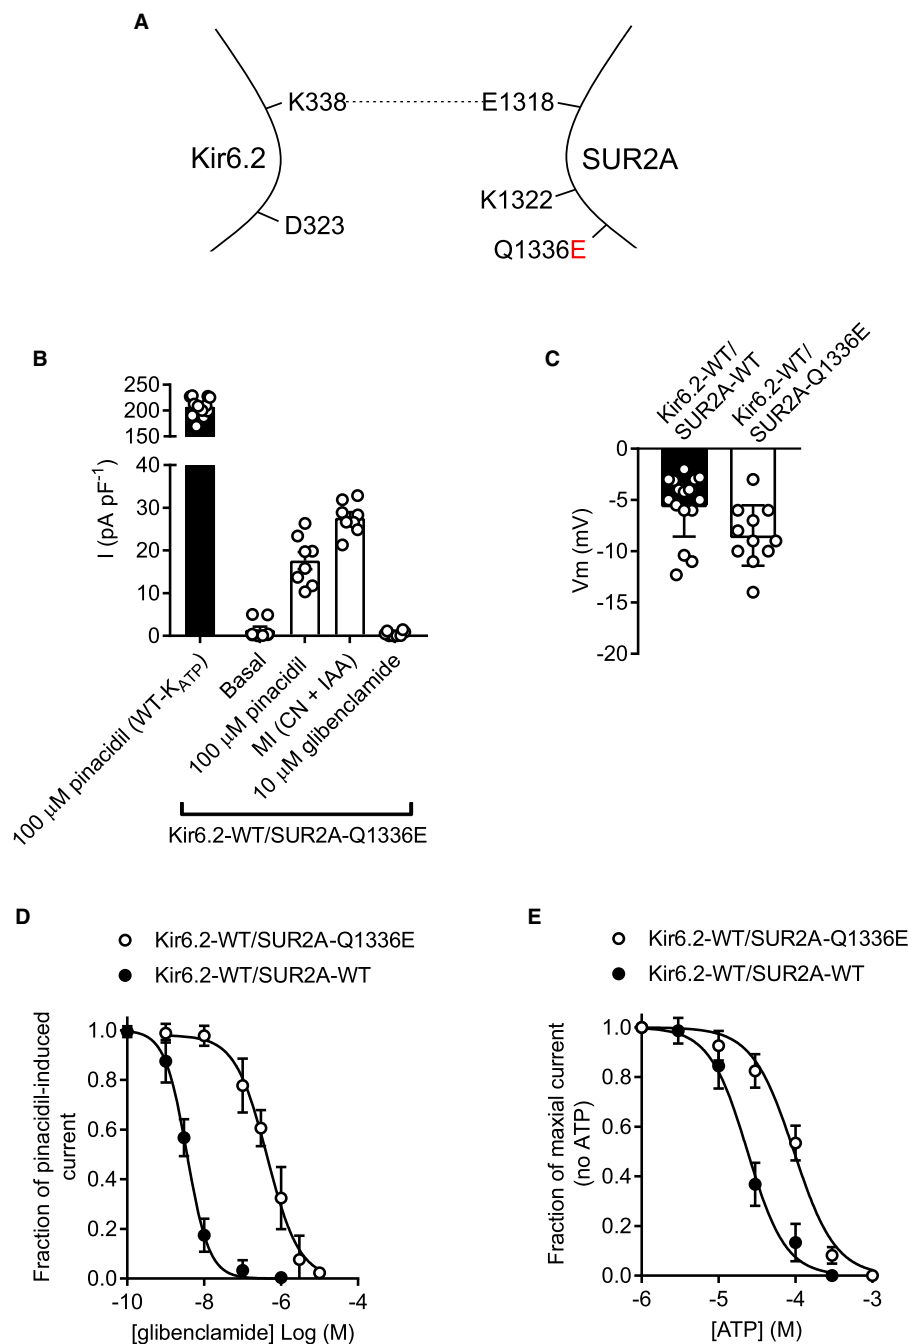 A
K338
E1318
Kir6.2
SUR2A
K1322
D323
Q1336E
B
250
200
150
40
30
20
10
0
I (pA pF-1)
100 μM pinacidil (WT-KATP)
Basal
100 μM pinacidil
MI (CN + IAA)
10 μM glibenclamide
Kir6.2-WT/SUR2A-Q1336E
C
Kir6.2-WT/
SUR2A-WT
Kir6.2-WT/
SUR2A-Q1336E
0
-5
-10
-15
-20
Vm (mV)
D
Kir6.2-WT/SUR2A-Q1336E
Kir6.2-WT/SUR2A-WT
1.0
0.8
0.6
0.4
0.2
0.0
Fraction of pinacidil-induced
current
-10
-8
-6
-4
[glibenclamide] Log (M)
E
Kir6.2-WT/SUR2A-Q1336E
Kir6.2-WT/SUR2A-WT
1.0
0.8
0.6
0.4
0.2
0.0
Fraction of maxial current
(no ATP)
-6
-5
-4
-3
[ATP] (M)